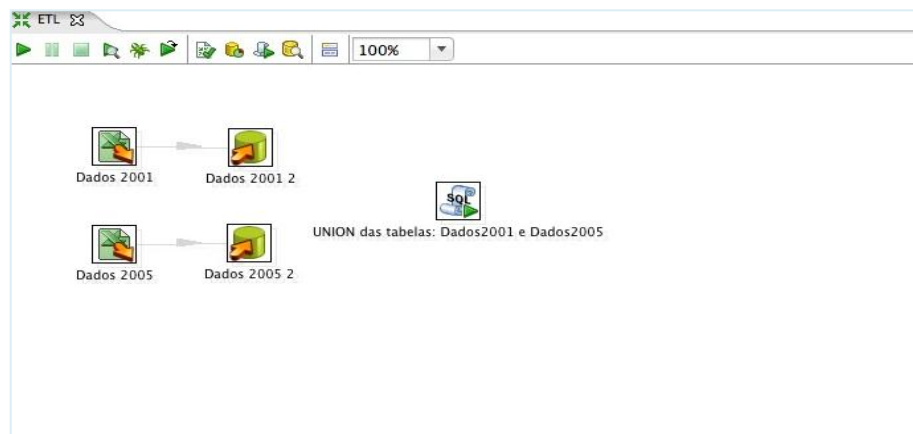 ETL
100%
Dados 2001
Dados 2001 2
SQL
UNION das tabelas: Dados2001 e Dados2005
Dados 2005
Dados 2005 2